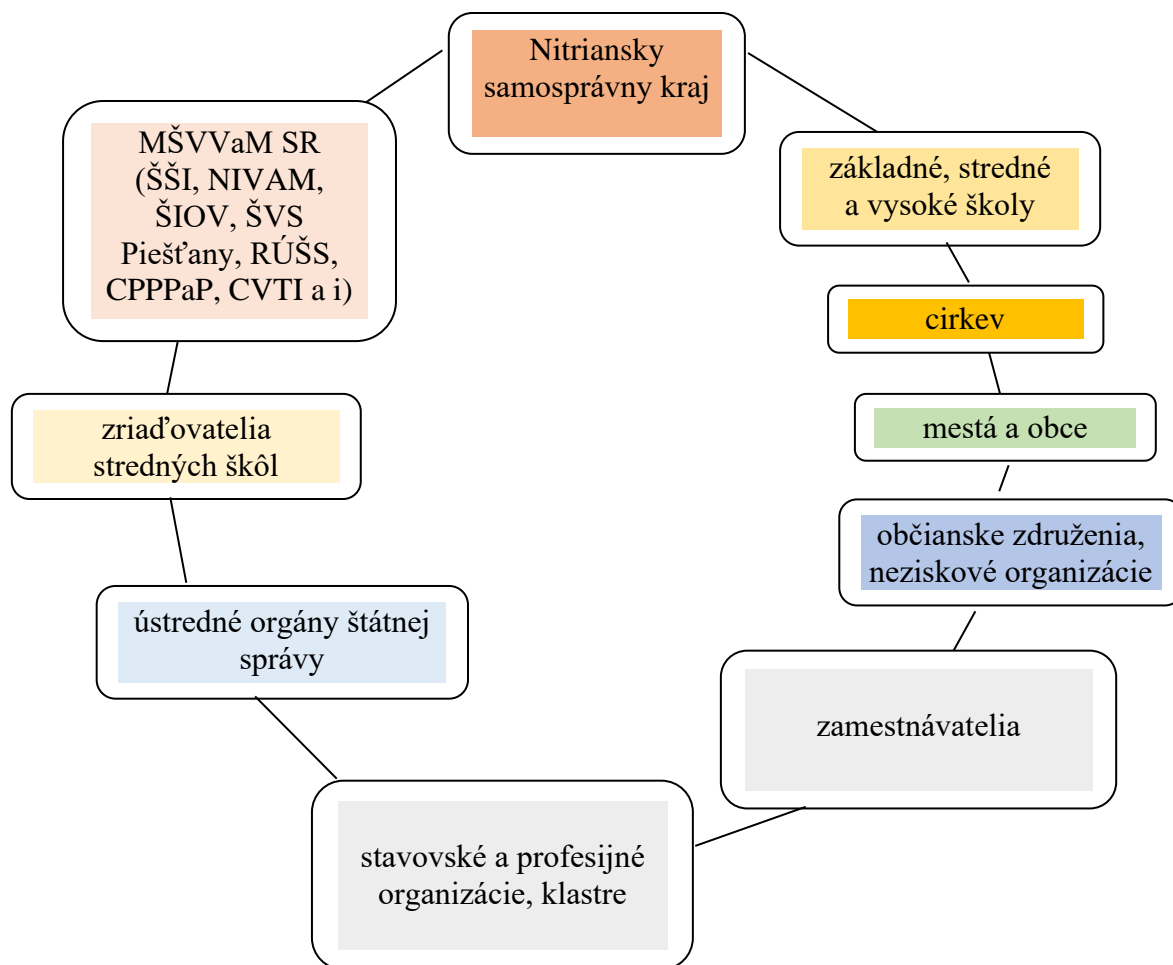 Nitriansky
samosprávny kraj
MŠVVaM SR
(ŠŠI, NIVAM,
ŠIOV, ŠVS
Piešťany, RÚŠS,
CPPPaP, CVTI a i)
základné, stredné
a vysoké školy
cirkev
zriaďovatelia
stredných škôl
mestá a obce
občianske združenia,
neziskové organizácie
ústredné orgány štátnej
správy
zamestnávatelia
stavovské a profesijné
organizácie, klastre